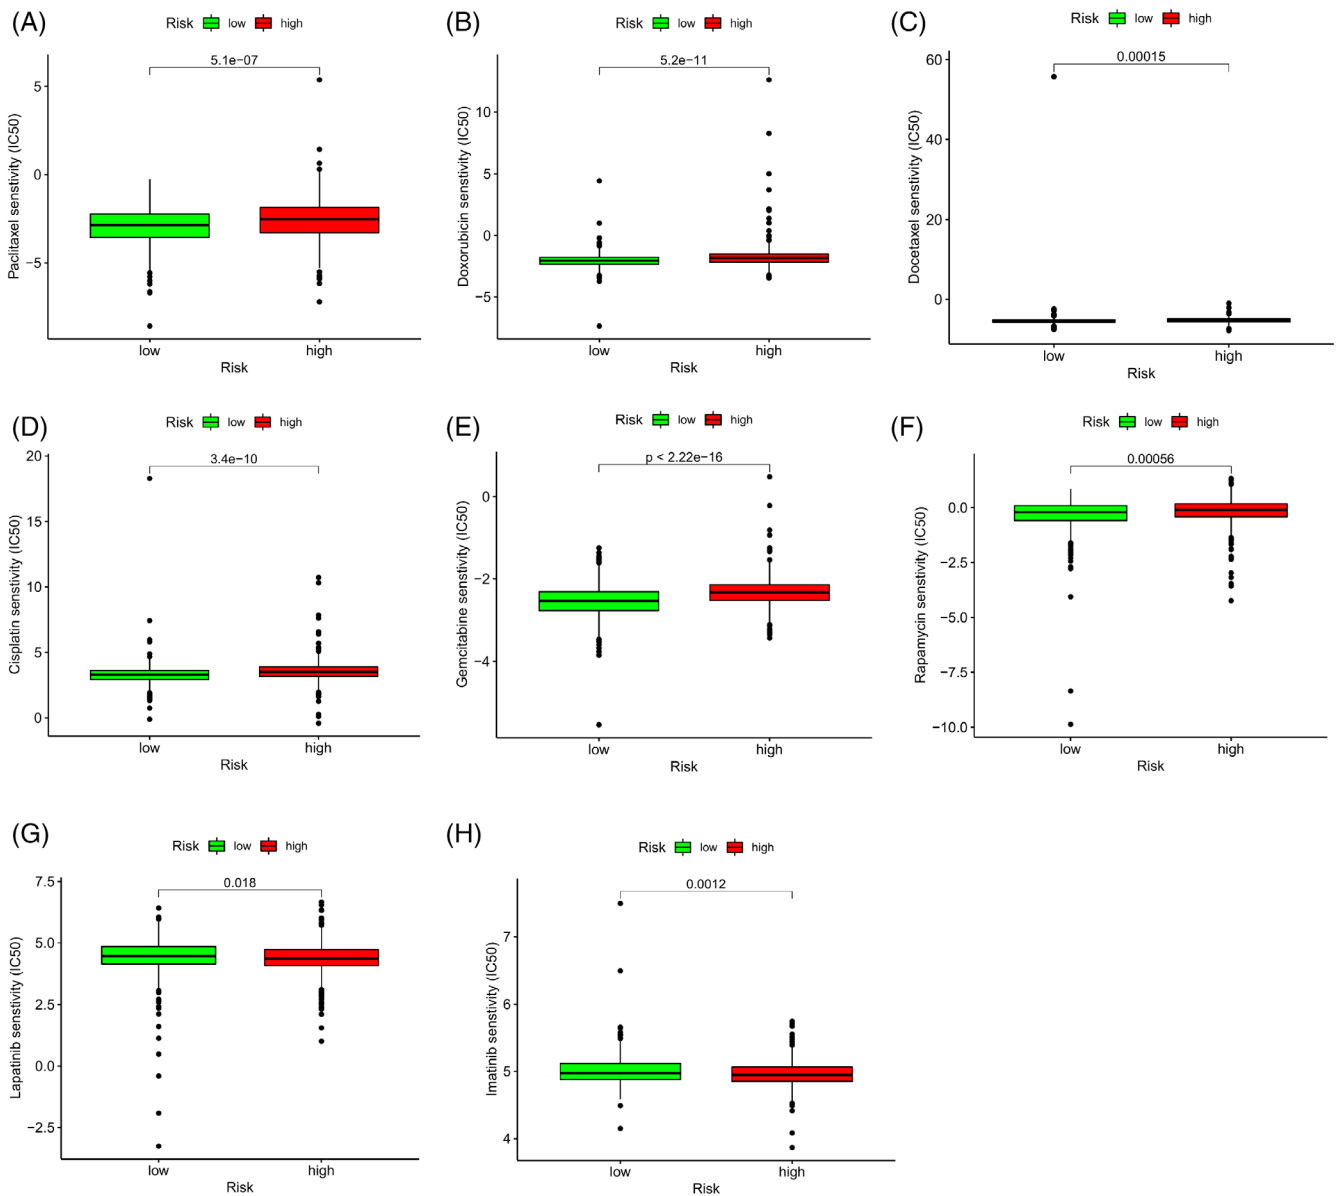 (A)
Risk low high
5.1e−07
5
0
−5
Paclitaxel senstivity (IC50)
low high
Risk
(B)
Risk low high
5.2e−11
10
5
0
−5
Doxorubicin senstivity (IC50)
low high
Risk
(C)
Risk low high
0.00015
60
40
20
0
Docetaxel senstivity (IC50)
low high
Risk
(D)
Risk low high
3.4e−10
20
15
10
5
0
Cisplatin senstivity (IC50)
low high
Risk
(E)
Risk low high
p < 2.22e−16
0
−2
−4
Gemcitabine senstivity (IC50)
low high
Risk
(F)
Risk low high
0.00056
0.0
−2.5
−5.0
−7.5
−10.0
Rapamycin senstivity (IC50)
low high
Risk
(G)
Risk low high
0.018
7.5
5.0
2.5
0.0
−2.5
Lapatinib senstivity (IC50)
low high
Risk
(H)
Risk low high
0.0012
7
6
5
4
Imatinib senstivity (IC50)
low high
Risk